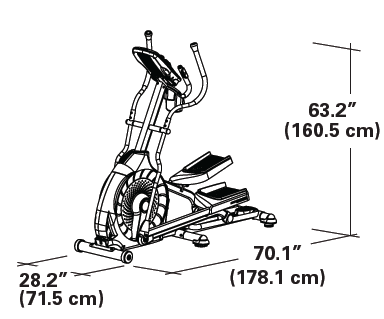 63.2”
(160.5 cm)
70.1”
(178.1 cm)
28.2”
(71.5 cm)